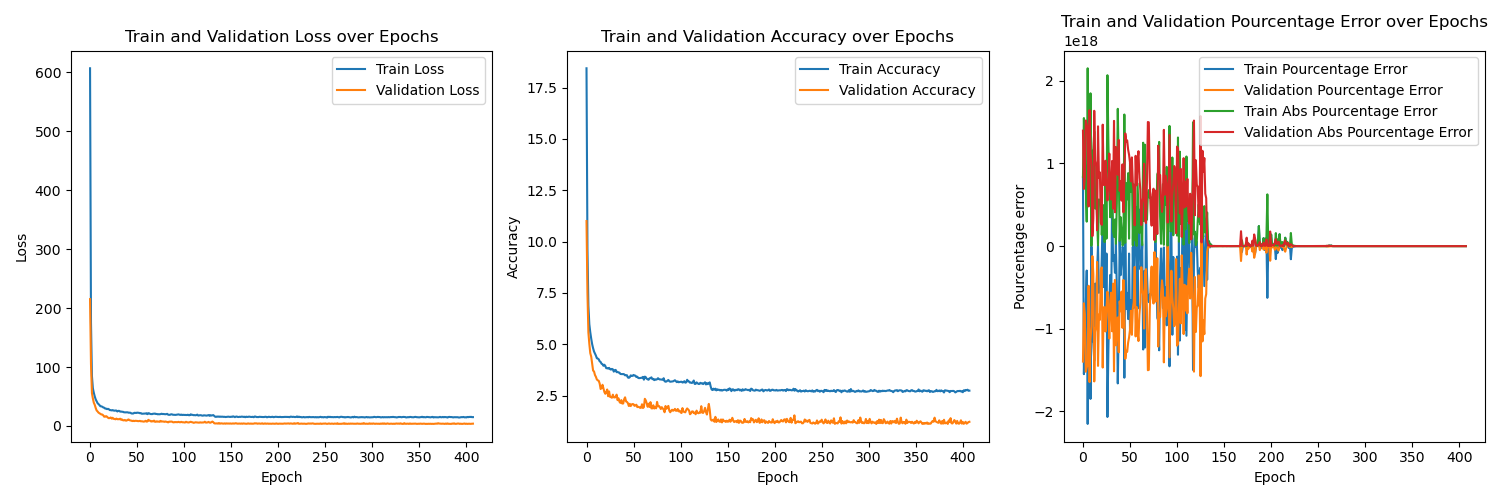 Train and Validation Loss over Epochs
Train Loss
Validation Loss
600
500
400
300
200
100
0
Loss
0 50 100 150 200 250 300 350 400
Epoch
Train and Validation Accuracy over Epochs
Train Accuracy
Validation Accuracy
17.5
15.0
12.5
10.0
7.5
5.0
2.5
Accuracy
0 50 100 150 200 250 300 350 400
Epoch
Train and Validation Pourcentage Error over Epochs
1e18
Train Pourcentage Error
Validation Pourcentage Error
Train Abs Pourcentage Error
Validation Abs Pourcentage Error
2
1
0
−1
−2
Pourcentage error
0 50 100 150 200 250 300 350 400
Epoch